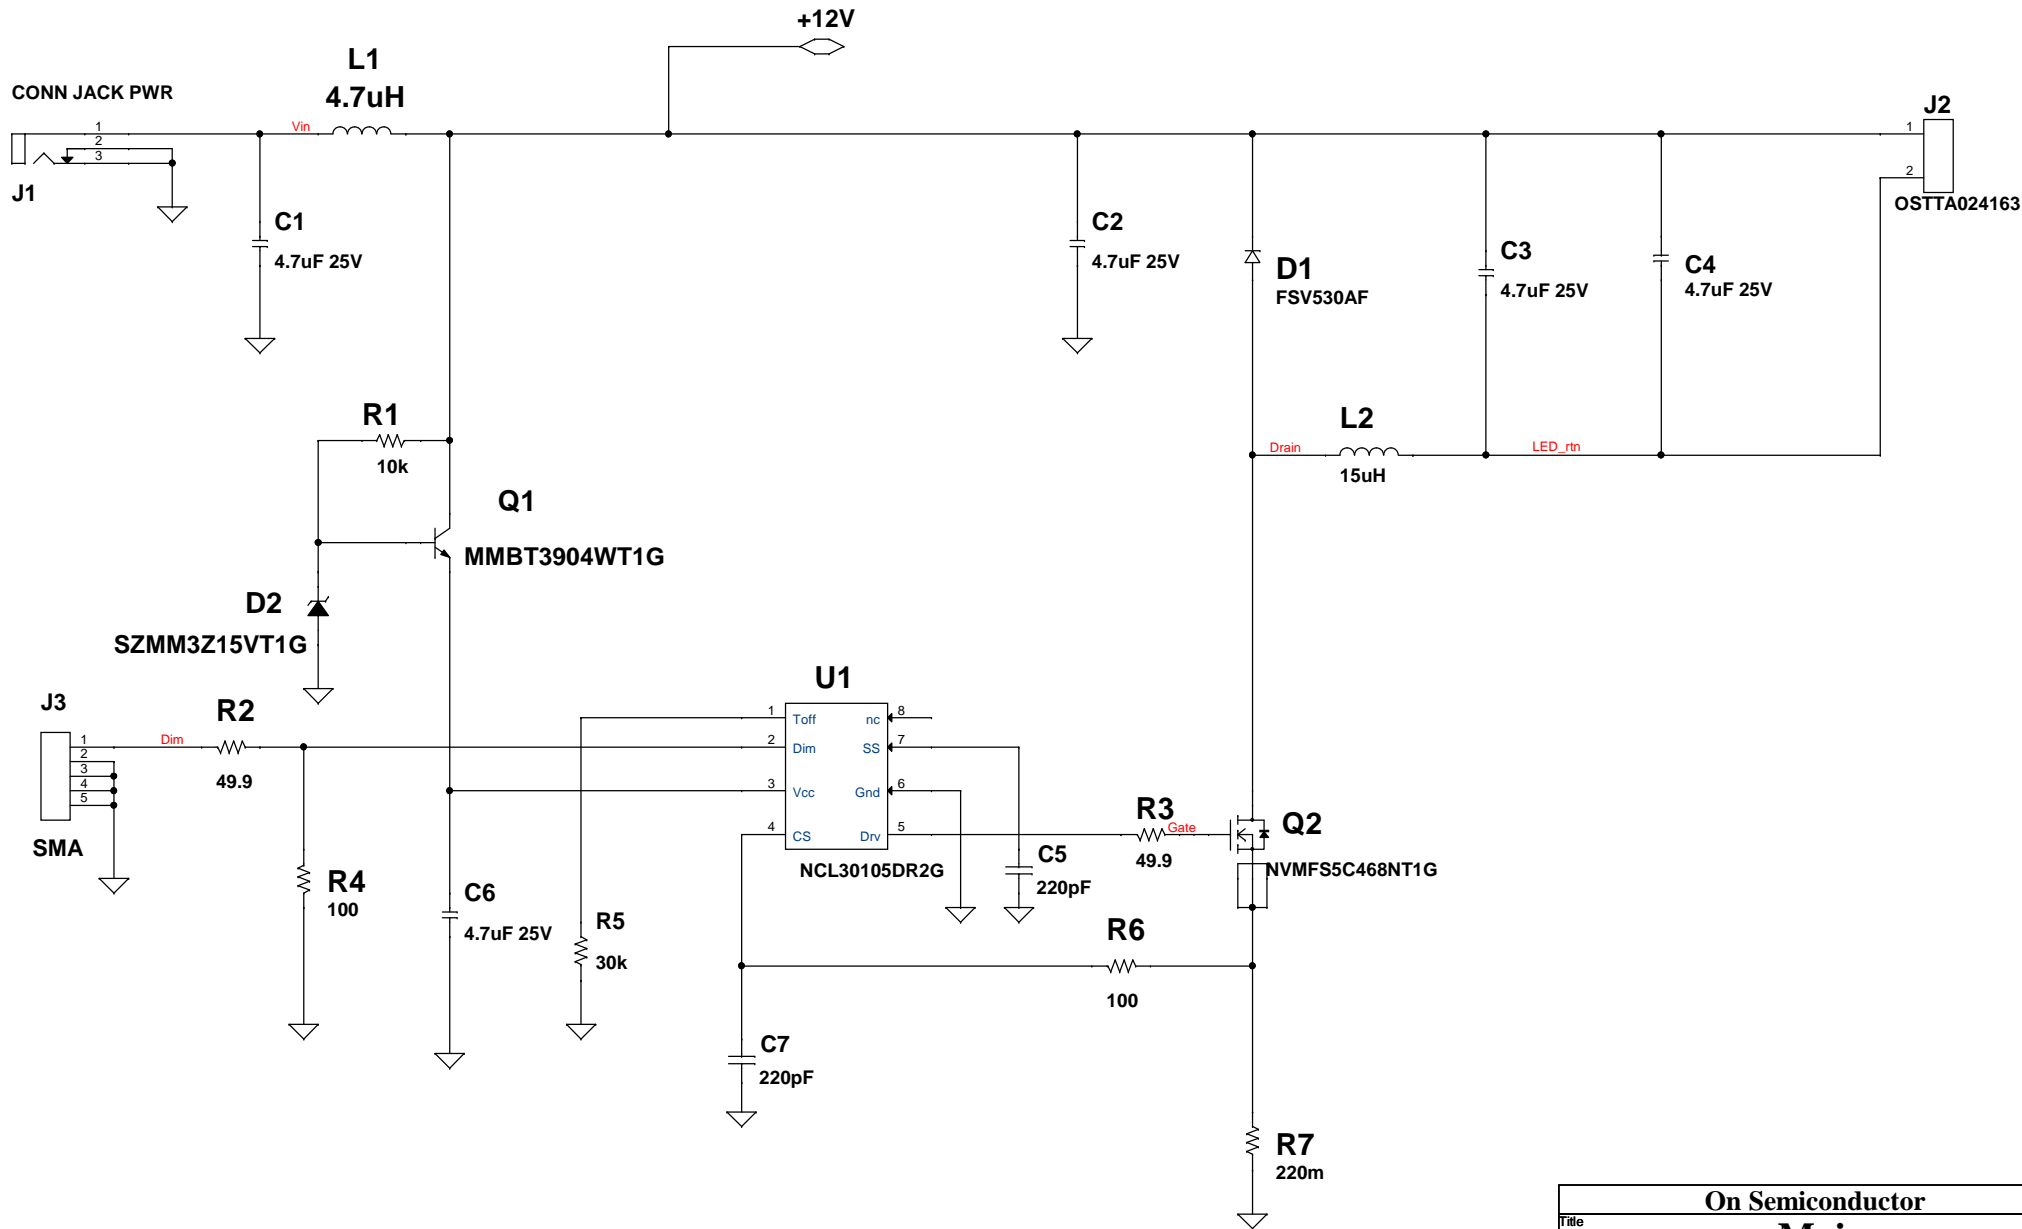 +12V
L1
4.7uH
CONN JACK PWR
1
2
3
J1
Vin
C1
4.7uF 25V
C2
4.7uF 25V
D1
FSV530AF
C3
4.7uF 25V
C4
4.7uF 25V
J2
1
2
OSTTA024163
R1
10k
Q1
MMBT3904WT1G
D2
SZMM3Z15VT1G
Drain
L2
15uH
LED_rtn
J3
1
2
3
4
5
SMA
Dim
R2
49.9
R4
100
C6
4.7uF 25V
R5
30k
U1
1 Toff
2 Dim
3 Vcc
4 CS
nc 8
SS 7
Gnd 6
Drv 5
NCL30105DR2G
C5
220pF
R3
49.9
Gate
Q2
NVMFS5C468NT1G
R6
100
C7
220pF
R7
220m
On Semiconductor
Title